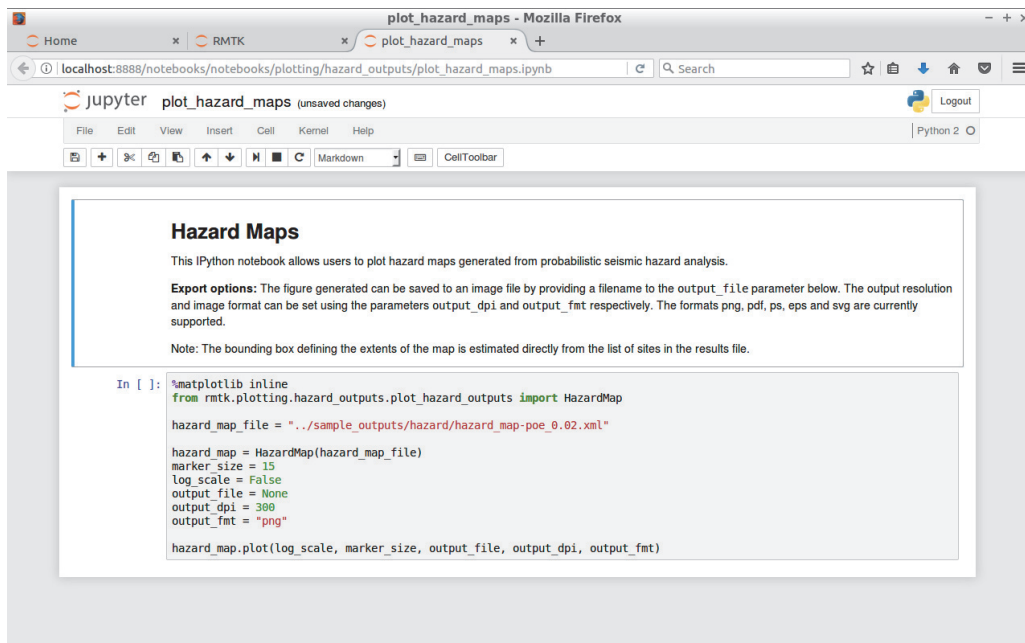 plot_hazard_maps - Mozilla Firefox
Home
RMTK
plot_hazard_maps
localhost:8888/notebooks/notebooks/plotting/hazard_outputs/plot_hazard_maps.ipynb
Search
jupyter plot_hazard_maps (unsaved changes)
Logout
File Edit View Insert Cell Kernel Help
Python 2
Markdown
CellToolbar
Hazard Maps
This IPython notebook allows users to plot hazard maps generated from probabilistic seismic hazard analysis.
Export options: The figure generated can be saved to an image file by providing a filename to the output_file parameter below. The output resolution
and image format can be set using the parameters output_dpi and output_fmt respectively. The formats png, pdf, ps, eps and svg are currently
supported.
Note: The bounding box defining the extents of the map is estimated directly from the list of sites in the results file.
In [ ]: %matplotlib inline
from rmtk.plotting.hazard_outputs.plot_hazard_outputs import HazardMap
hazard_map_file = "../sample_outputs/hazard/hazard_map-poe_0.02.xml"
hazard_map = HazardMap(hazard_map_file)
marker_size = 15
log_scale = False
output_file = None
output_dpi = 300
output_fmt = "png"
hazard_map.plot(log_scale, marker_size, output_file, output_dpi, output_fmt)